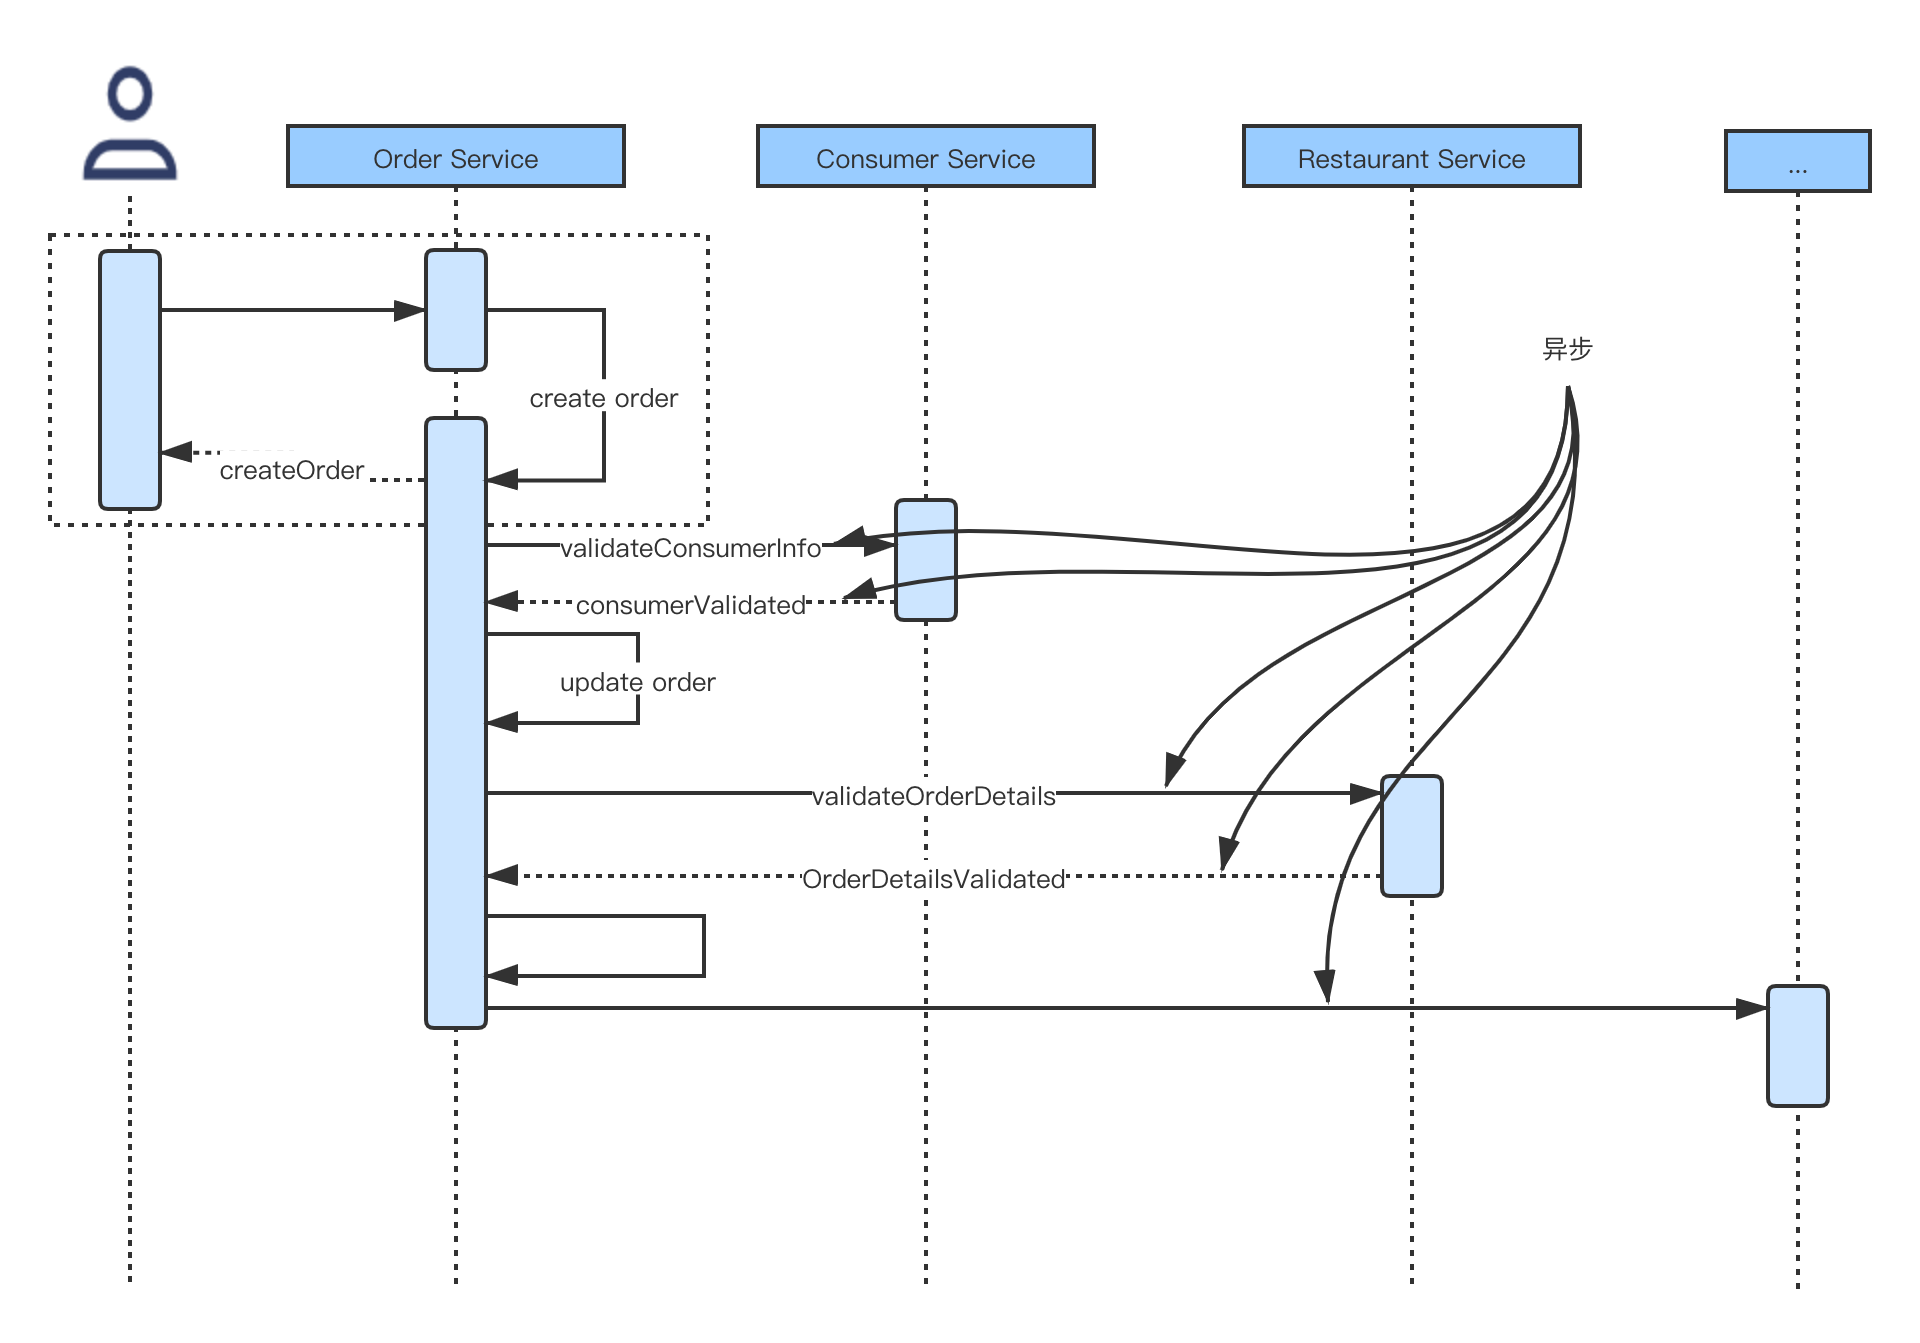 Order Service
Consumer Service
Restaurant Service
...
异步
create order
createOrder
validateConsumerInfo
consumerValidated
update order
validateOrderDetails
OrderDetailsValidated